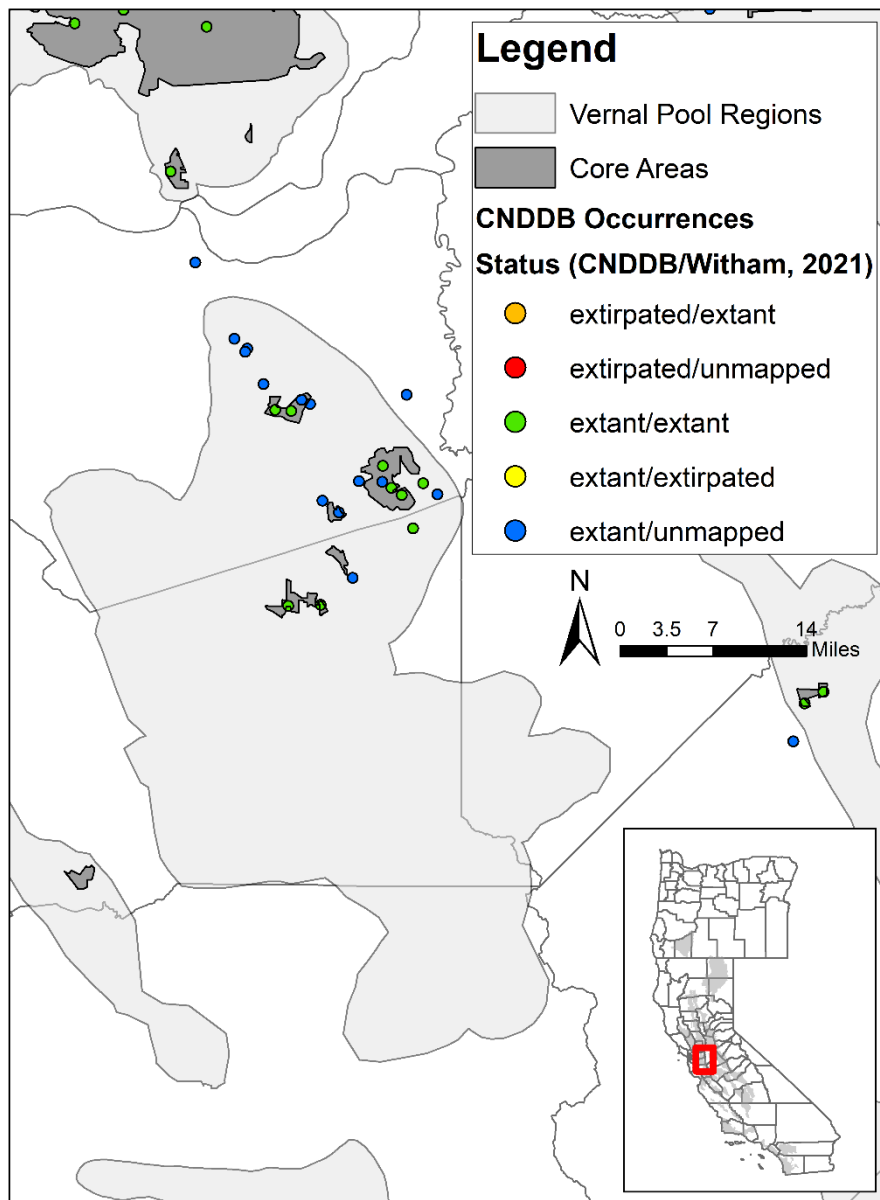 Legend
Vernal Pool Regions
Core Areas
CNDDB Occurrences
Status (CNDDB/Witham, 2021)
extirpated/extant
extirpated/unmapped
extant/extant
extant/extirpated
extant/unmapped
N
0 3.5 7 14
Miles